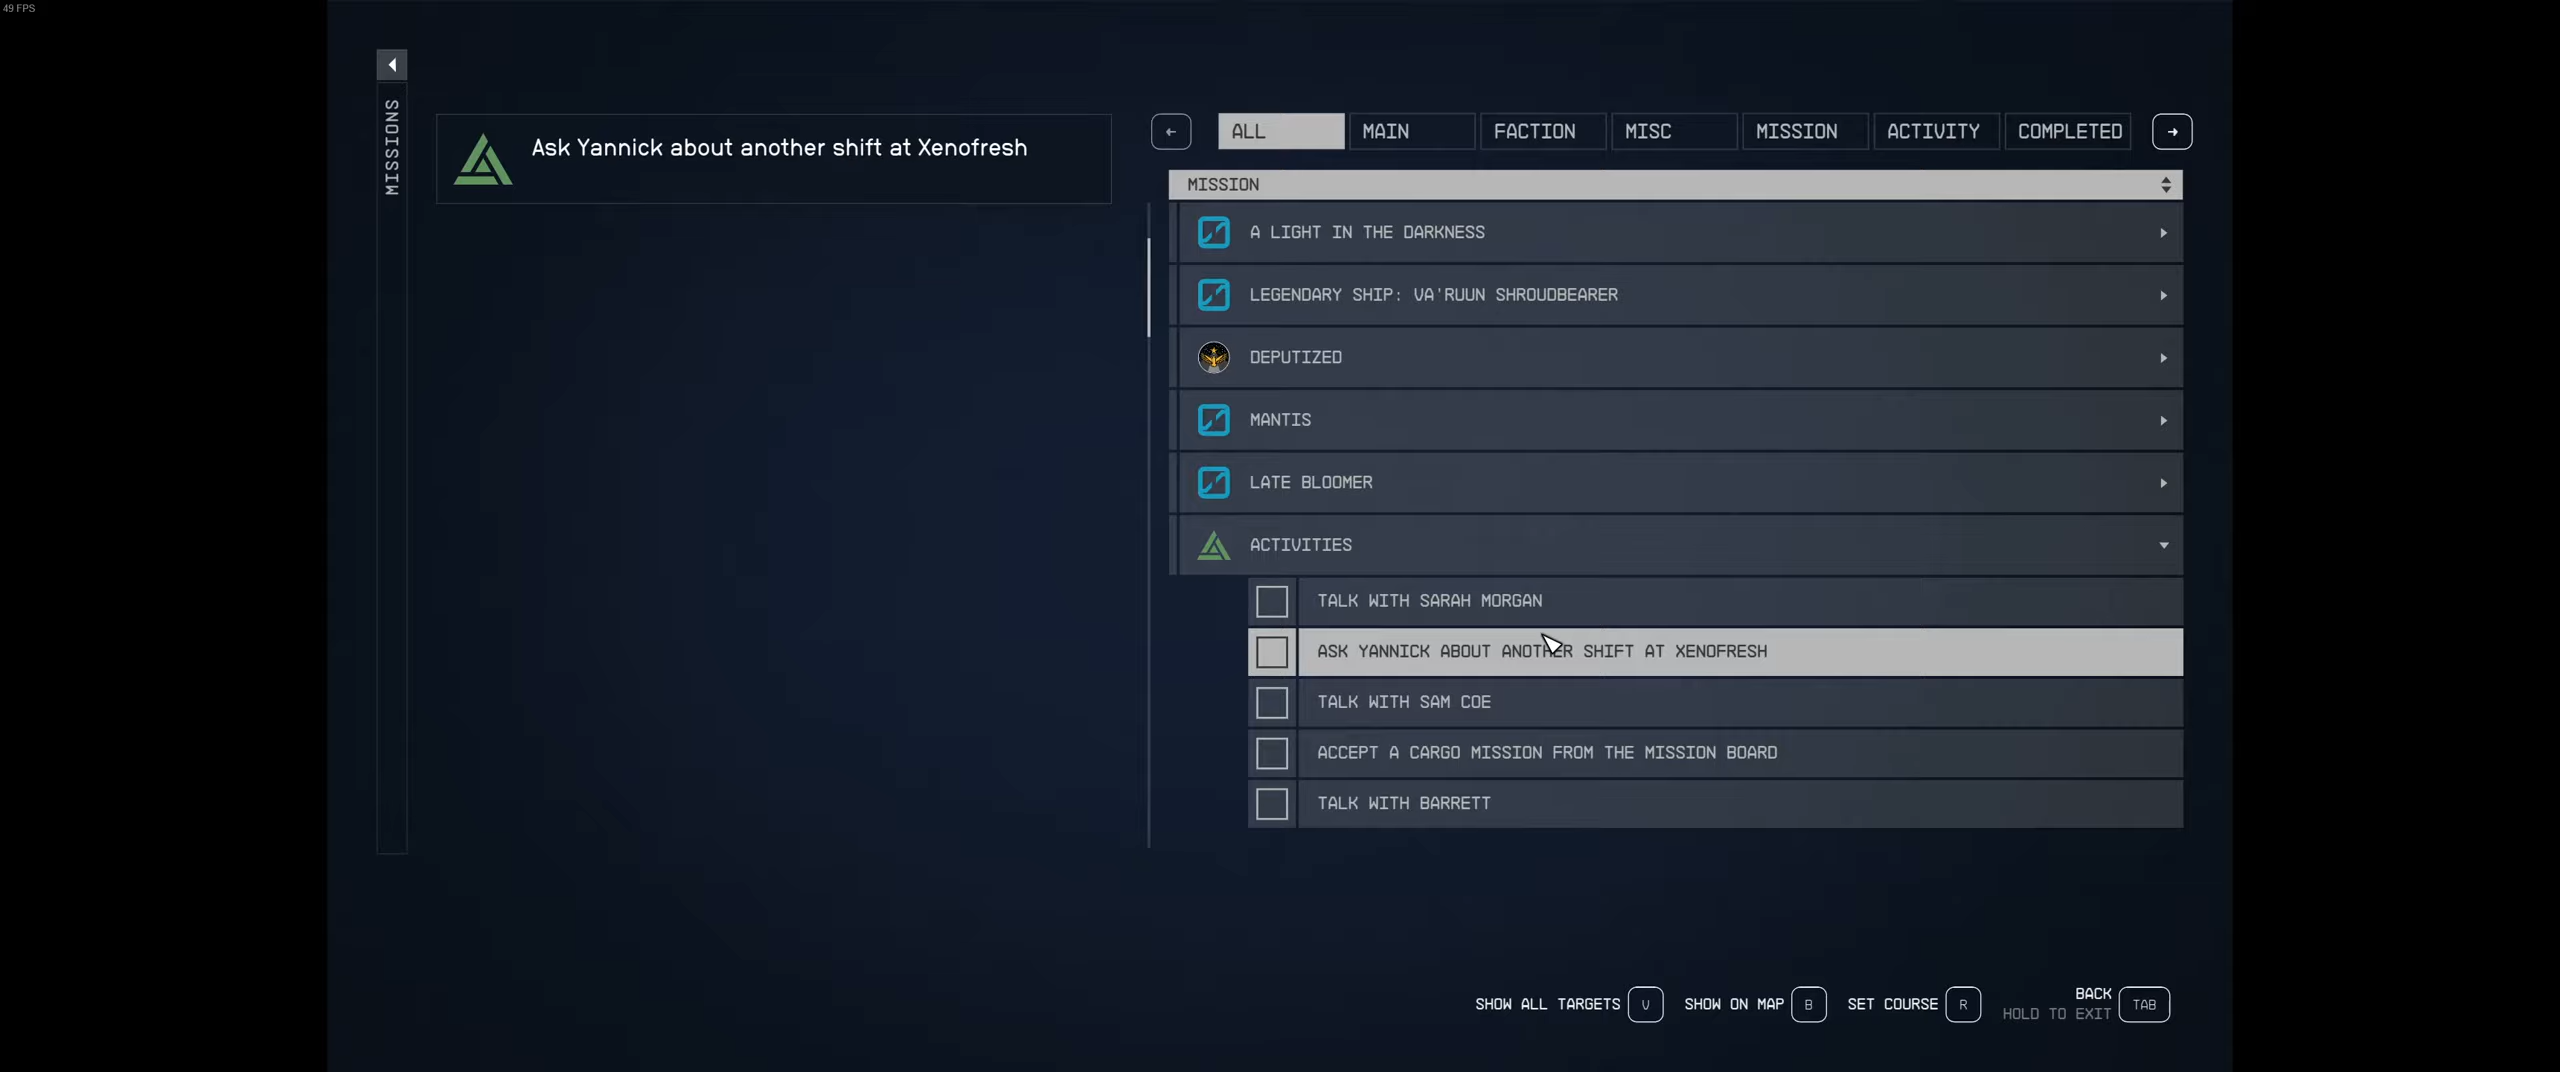 49 FPS
MISSIONS
Ask Yannick about another shift at Xenofresh
ALL MAIN FACTION MISC MISSION ACTIVITY COMPLETED
MISSION
A LIGHT IN THE DARKNESS
LEGENDARY SHIP: VA'RUUN SHROUDBEARER
DEPUTIZED
MANTIS
LATE BLOOMER
ACTIVITIES
TALK WITH SARAH MORGAN
ASK YANNICK ABOUT ANOTHER SHIFT AT XENOFRESH
TALK WITH SAM COE
ACCEPT A CARGO MISSION FROM THE MISSION BOARD
TALK WITH BARRETT
SHOW ALL TARGETS V SHOW ON MAP B SET COURSE R BACK TAB
HOLD TO EXIT